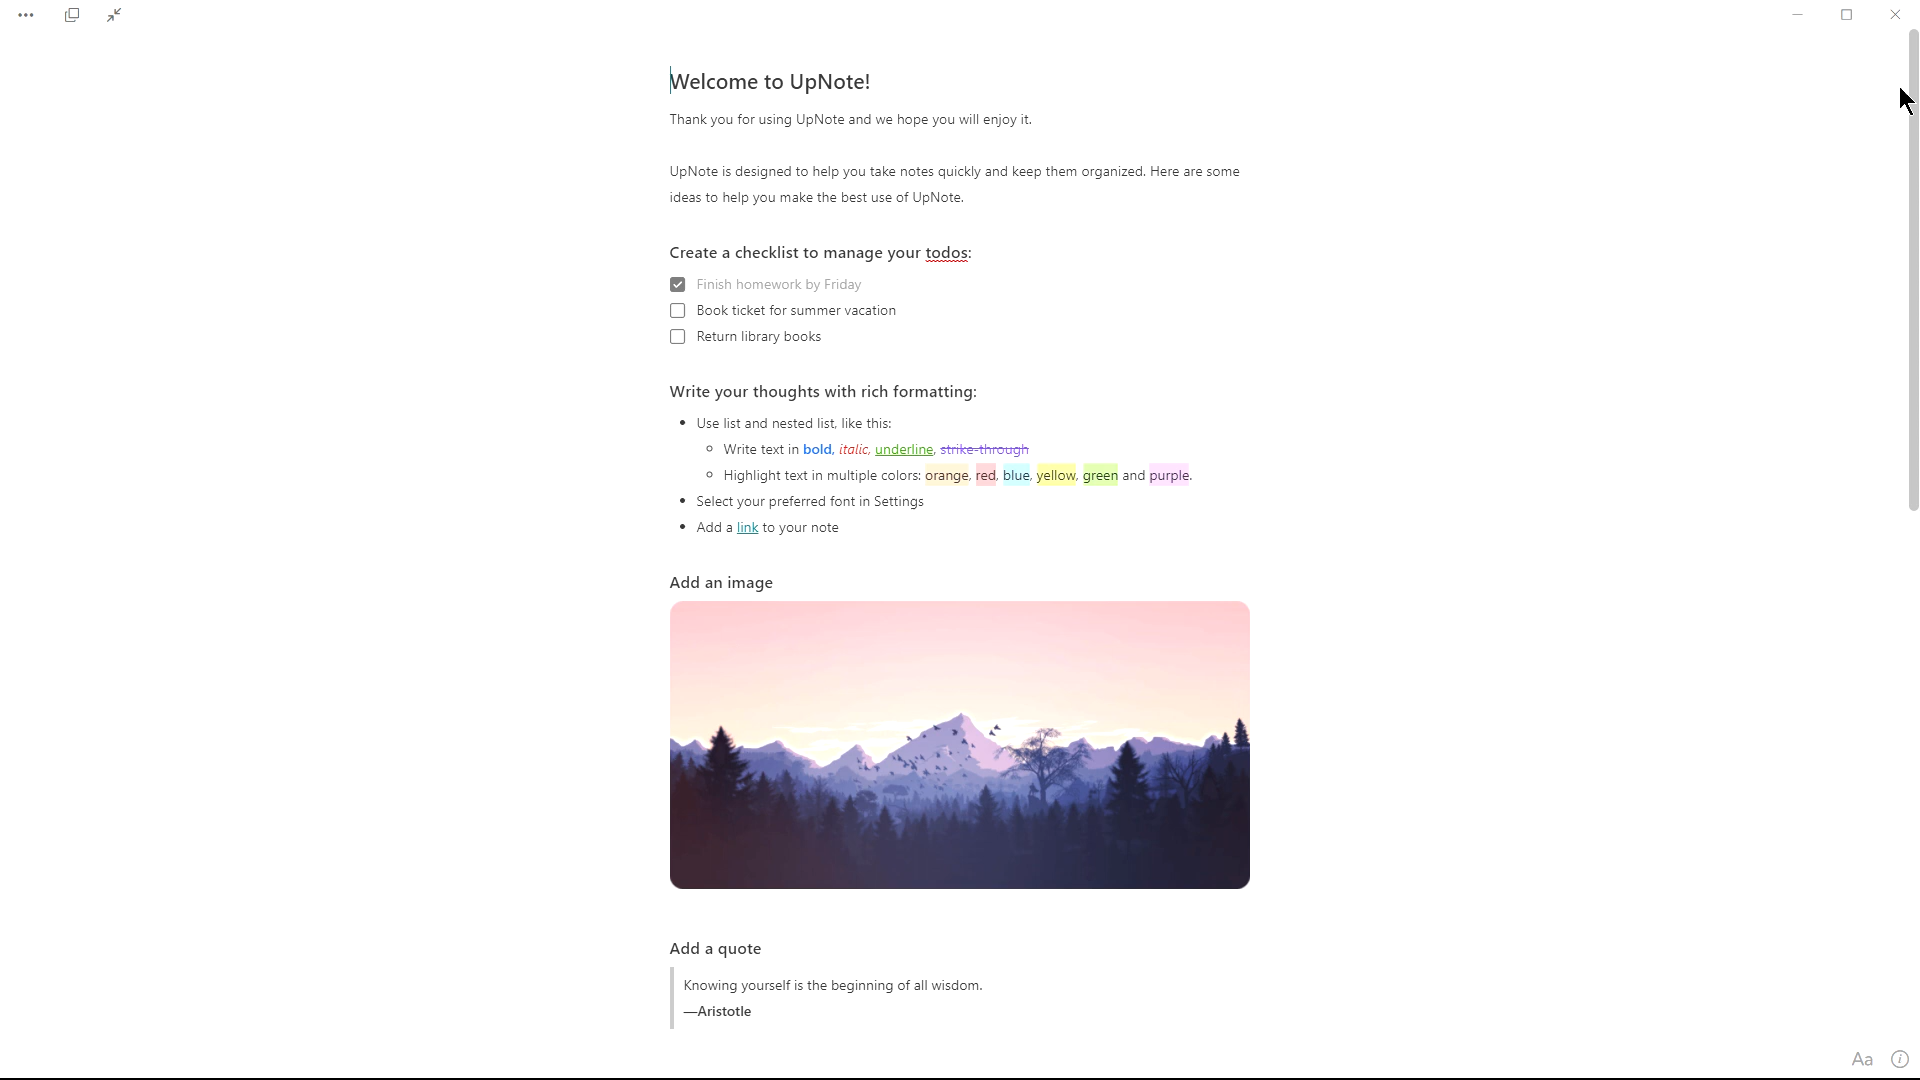 Welcome to UpNote!
Thank you for using UpNote and we hope you will enjoy it.
UpNote is designed to help you take notes quickly and keep them organized. Here are some
ideas to help you make the best use of UpNote.
Create a checklist to manage your todos:
Finish homework by Friday
Book ticket for summer vacation
Return library books
Write your thoughts with rich formatting:
Use list and nested list, like this:
Write text in bold, italic, underline, strike-through
Highlight text in multiple colors: orange, red, blue, yellow, green and purple.
Select your preferred font in Settings
Add a link to your note
Add an image
Add a quote
Knowing yourself is the beginning of all wisdom.
—Aristotle
Aa